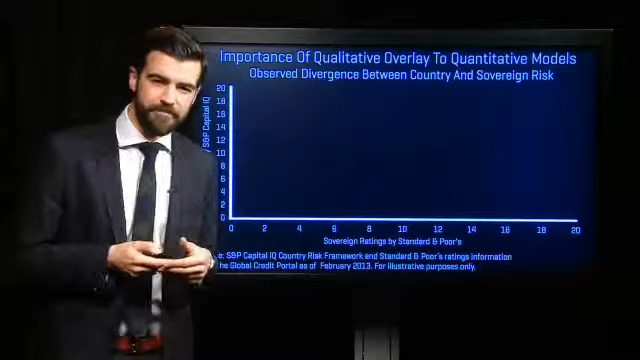 Importance Of Qualitative Overlay To Quantitative Models
Observed Divergence Between Country And Sovereign Risk
20
18
16
14
12
10
8
6
4
2
0
/ S&P Capital IQ
0 2 4 6 8 10 12 14 16 18 20
Sovereign Ratings by Standard & Poor's
e: S&P Capital IQ Country Risk Framework and Standard & Poor's ratings information
he Global Credit Portal as of February 2013. For illustrative purposes only.